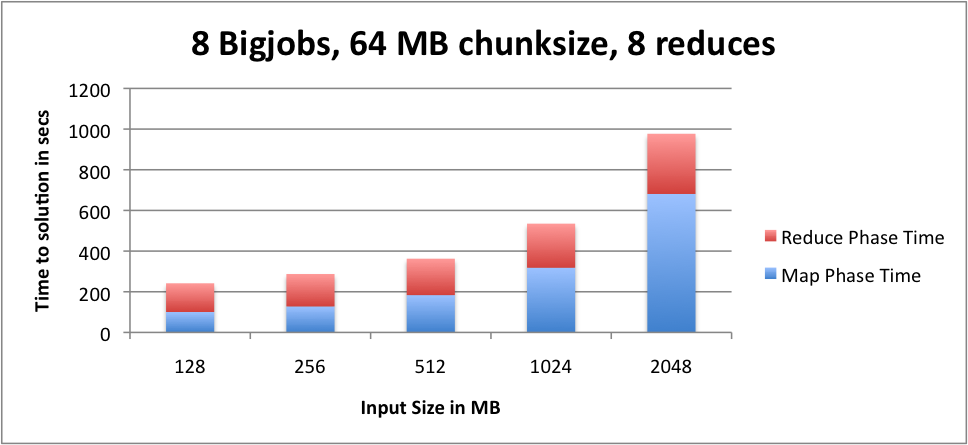 8 Bigjobs, 64 MB chunksize, 8 reduces
Time to solution in secs
1200
1000
800
600
400
200
0
128 256 512 1024 2048
Input Size in MB
Reduce Phase Time
Map Phase Time